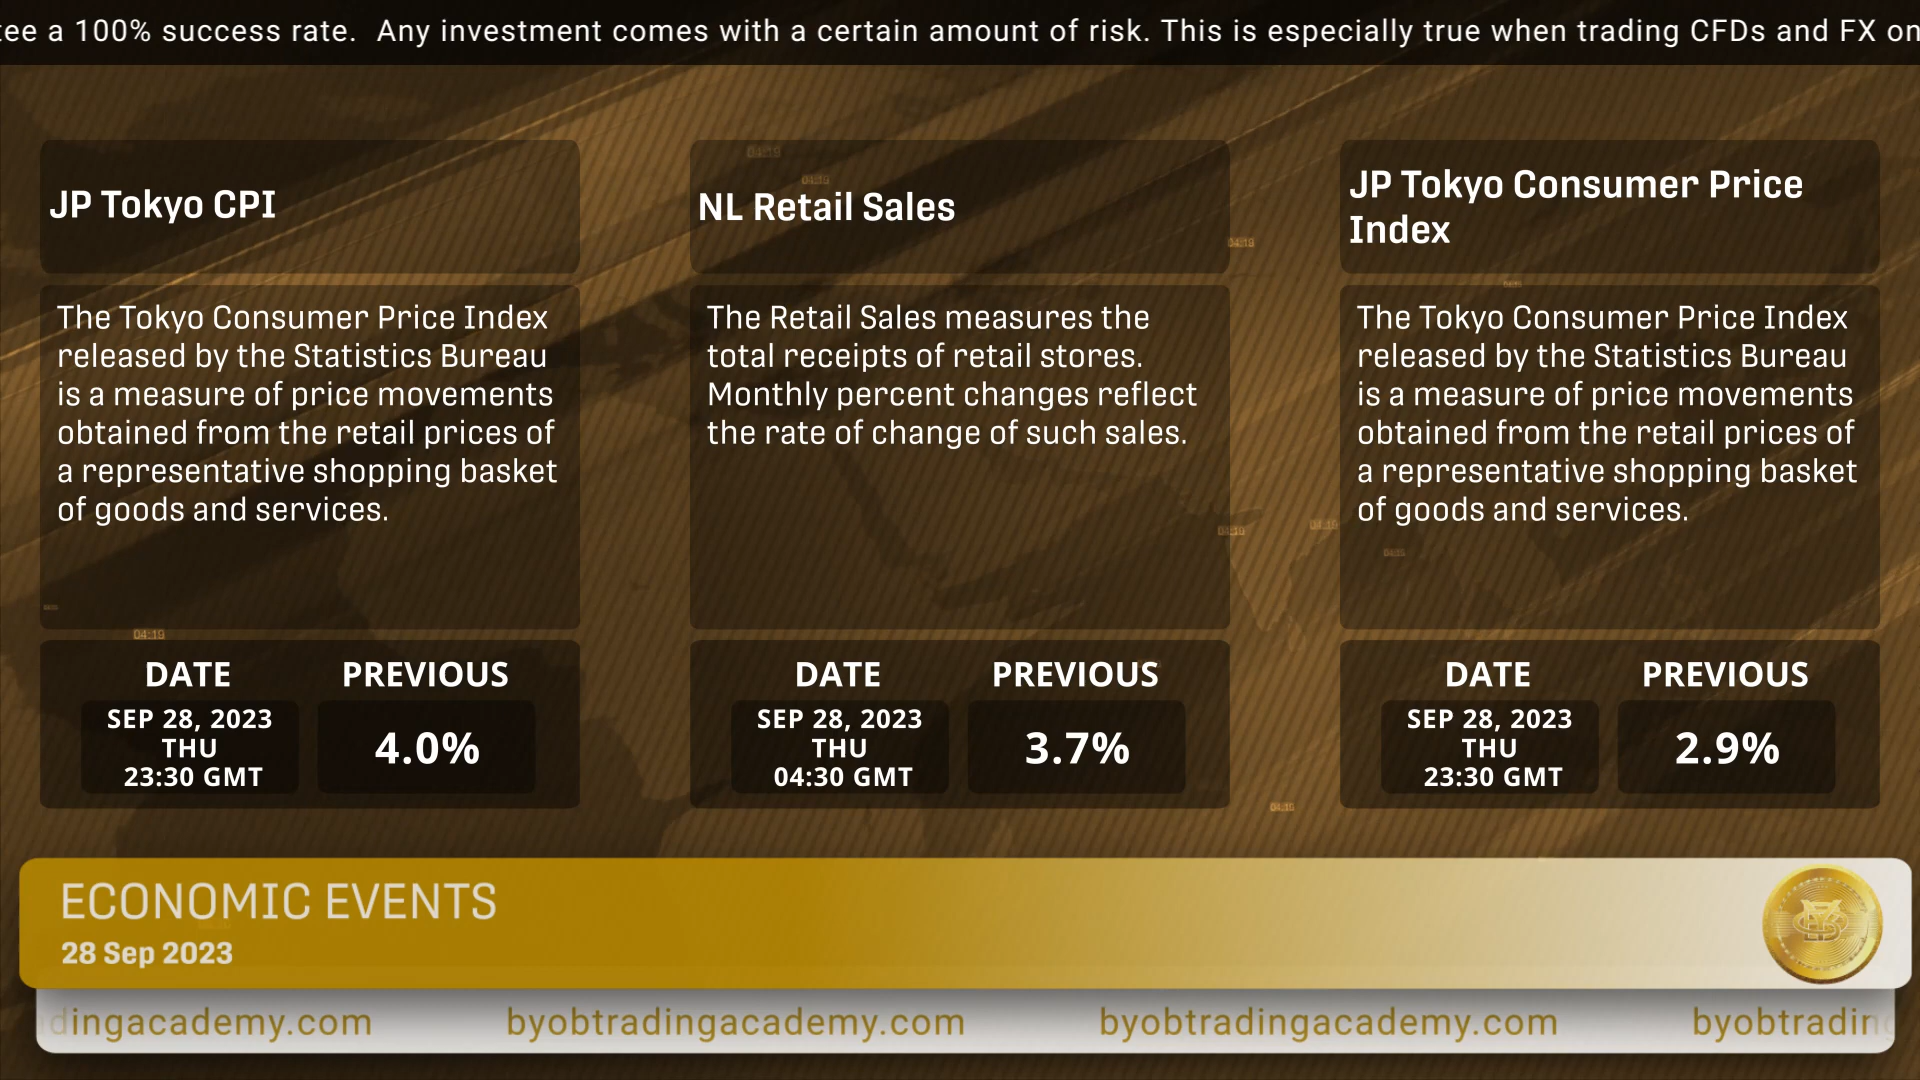 tee a 100% success rate.  Any investment comes with a certain amount of risk. This is especially true when trading CFDs and FX on
JP Tokyo CPI
The Tokyo Consumer Price Index
released by the Statistics Bureau
is a measure of price movements
obtained from the retail prices of
a representative shopping basket
of goods and services.
DATE
PREVIOUS
SEP 28, 2023
THU
23:30 GMT
4.0%
NL Retail Sales
The Retail Sales measures the
total receipts of retail stores.
Monthly percent changes reflect
the rate of change of such sales.
DATE
PREVIOUS
SEP 28, 2023
THU
04:30 GMT
3.7%
JP Tokyo Consumer Price
Index
The Tokyo Consumer Price Index
released by the Statistics Bureau
is a measure of price movements
obtained from the retail prices of
a representative shopping basket
of goods and services.
DATE
PREVIOUS
SEP 28, 2023
THU
23:30 GMT
2.9%
ECONOMIC EVENTS
28 Sep 2023
dingacademy.com byobtradingacademy.com byobtradingacademy.com byobtradin